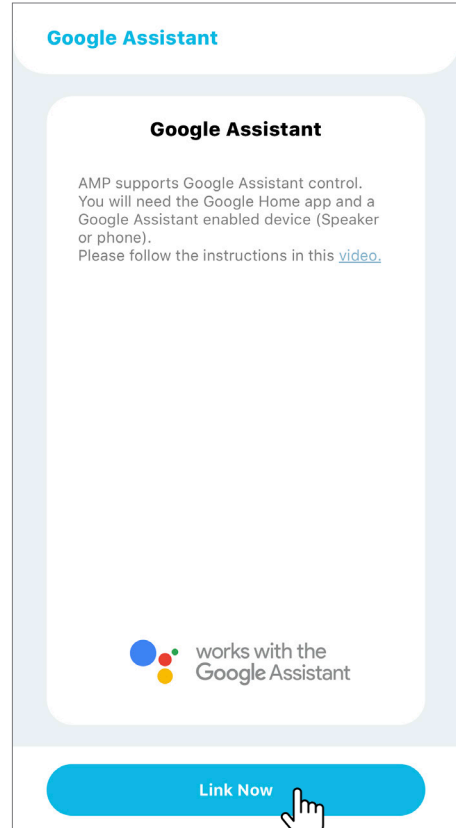 Google Assistant
Google Assistant
AMP supports Google Assistant control.
You will need the Google Home app and a
Google Assistant enabled device (Speaker
or phone).
Please follow the instructions in this video.
works with the
Google Assistant
Link Now